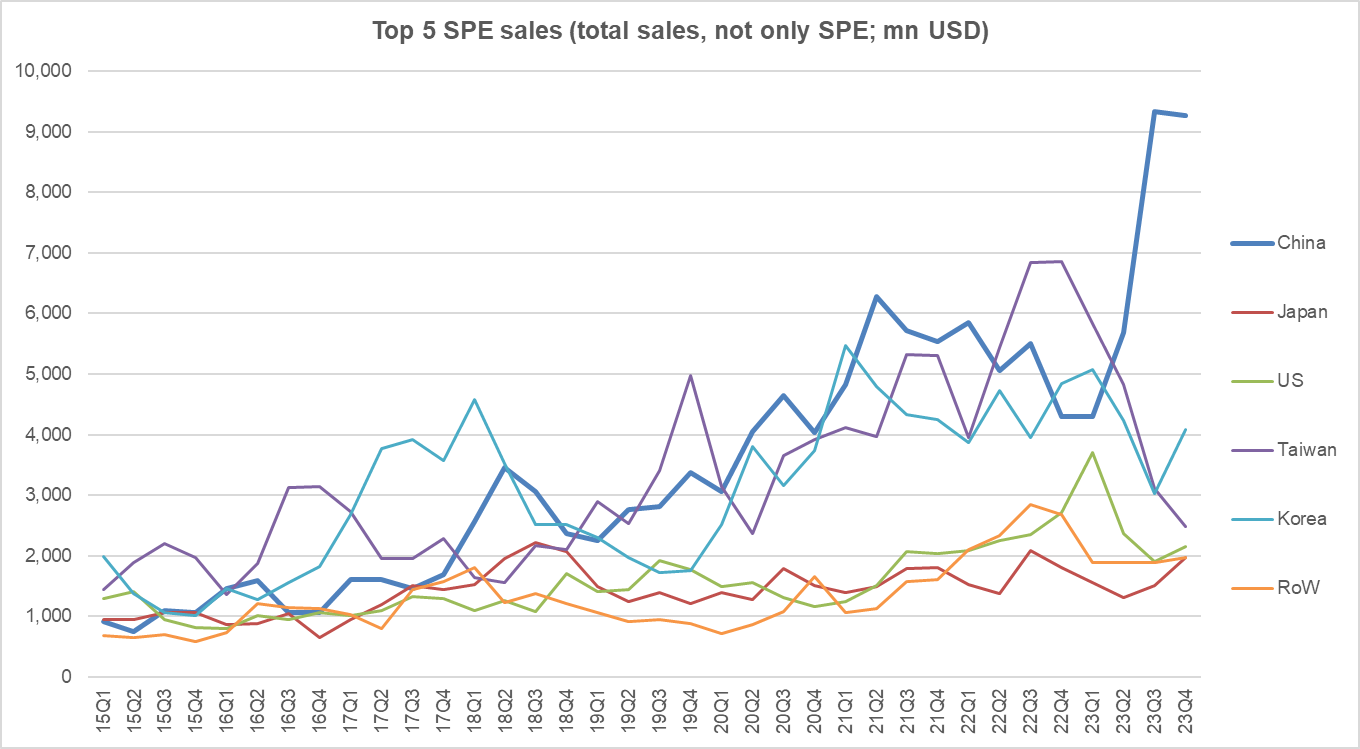 Top 5 SPE sales (total sales, not only SPE; mn USD)
10,000
9,000
8,000
7,000
6,000
5,000
4,000
3,000
2,000
1,000
0
China
Japan
US
Taiwan
Korea
RoW
15Q1
15Q2
15Q3
15Q4
16Q1
16Q2
16Q3
16Q4
17Q1
17Q2
17Q3
17Q4
18Q1
18Q2
18Q3
18Q4
19Q1
19Q2
19Q3
19Q4
20Q1
20Q2
20Q3
20Q4
21Q1
21Q2
21Q3
21Q4
22Q1
22Q2
22Q3
22Q4
23Q1
23Q2
23Q3
23Q4